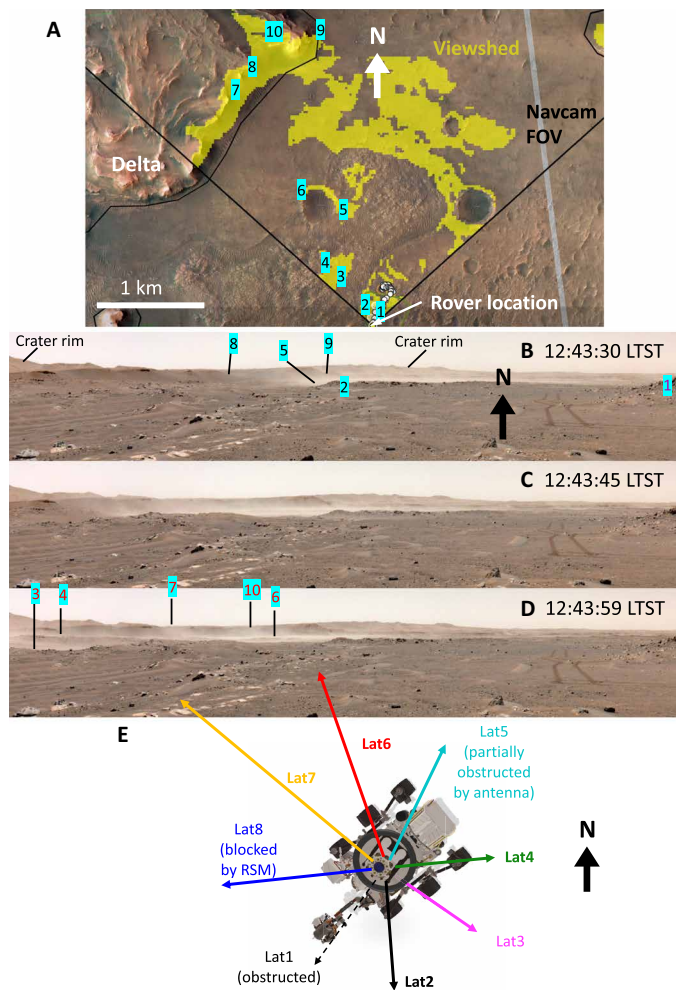 A
10
9
N
Viewshed
8
7
Navcam
FOV
Delta
6
5
4
3
1 km
2
1
Rover location
Crater rim
8
5
9
Crater rim
B 12:43:30 LTST
2
N
1
C 12:43:45 LTST
3
4
7
10
6
D 12:43:59 LTST
E
Lat5
(partially
obstructed
by antenna)
Lat6
Lat7
Lat8
(blocked
by RSM)
N
Lat4
Lat3
Lat1
(obstructed)
Lat2